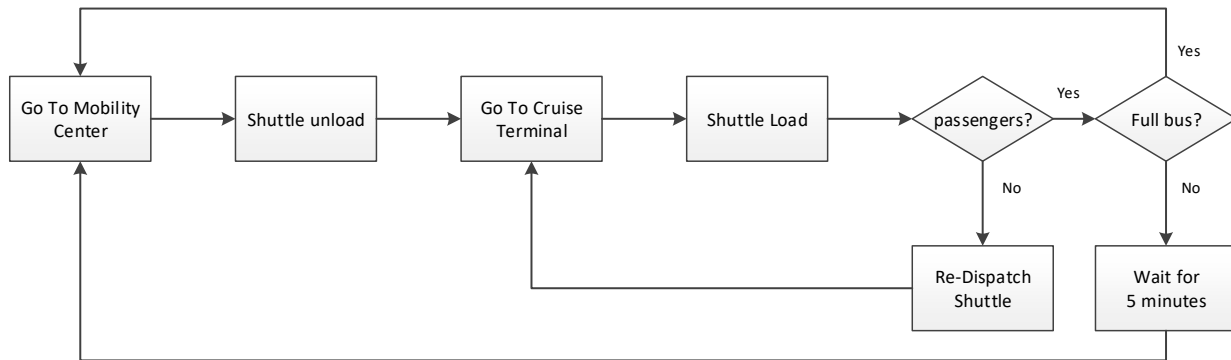 Yes
Go To Mobility
Center
Shuttle unload
Go To Cruise
Terminal
Shuttle Load
passengers?
Yes
Full bus?
No
No
Re-Dispatch
Shuttle
Wait for
5 minutes